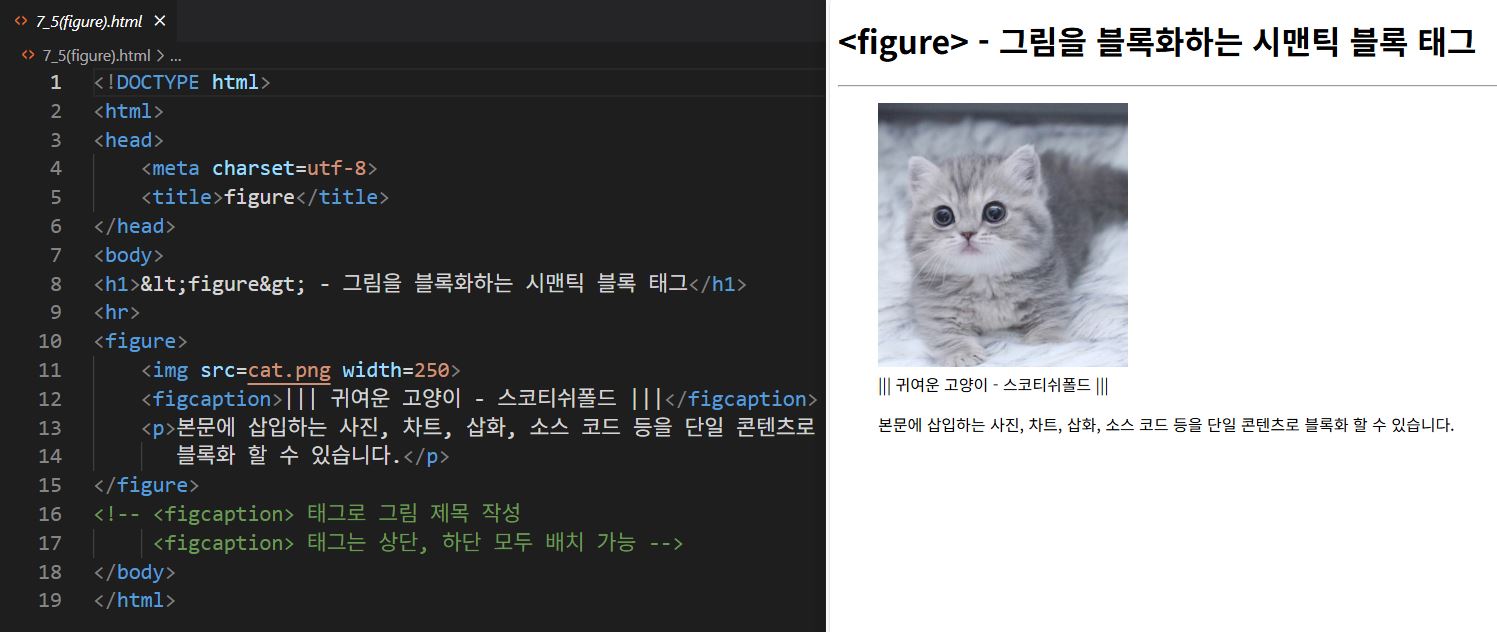 7_5(figure).html ×
7_5(figure).html > ...
1 <!DOCTYPE html>
2 <html>
3 <head>
4     <meta charset=utf-8>
5     <title>figure</title>
6 </head>
7 <body>
8 <h1>&lt;figure&gt; - 그림을 블록화하는 시맨틱 블록 태그</h1>
9 <hr>
10 <figure>
11     <img src=cat.png width=250>
12     <figcaption>||| 귀여운 고양이 - 스코티쉬폴드 |||</figcaption>
13     <p>본문에 삽입하는 사진, 차트, 삽화, 소스 코드 등을 단일 콘텐츠로
14        블록화 할 수 있습니다.</p>
15 </figure>
16 <!-- <figcaption> 태그로 그림 제목 작성
17      <figcaption> 태그는 상단, 하단 모두 배치 가능 -->
18 </body>
19 </html>
<figure> - 그림을 블록화하는 시맨틱 블록 태그
||| 귀여운 고양이 - 스코티쉬폴드 |||
본문에 삽입하는 사진, 차트, 삽화, 소스 코드 등을 단일 콘텐츠로 블록화 할 수 있습니다.